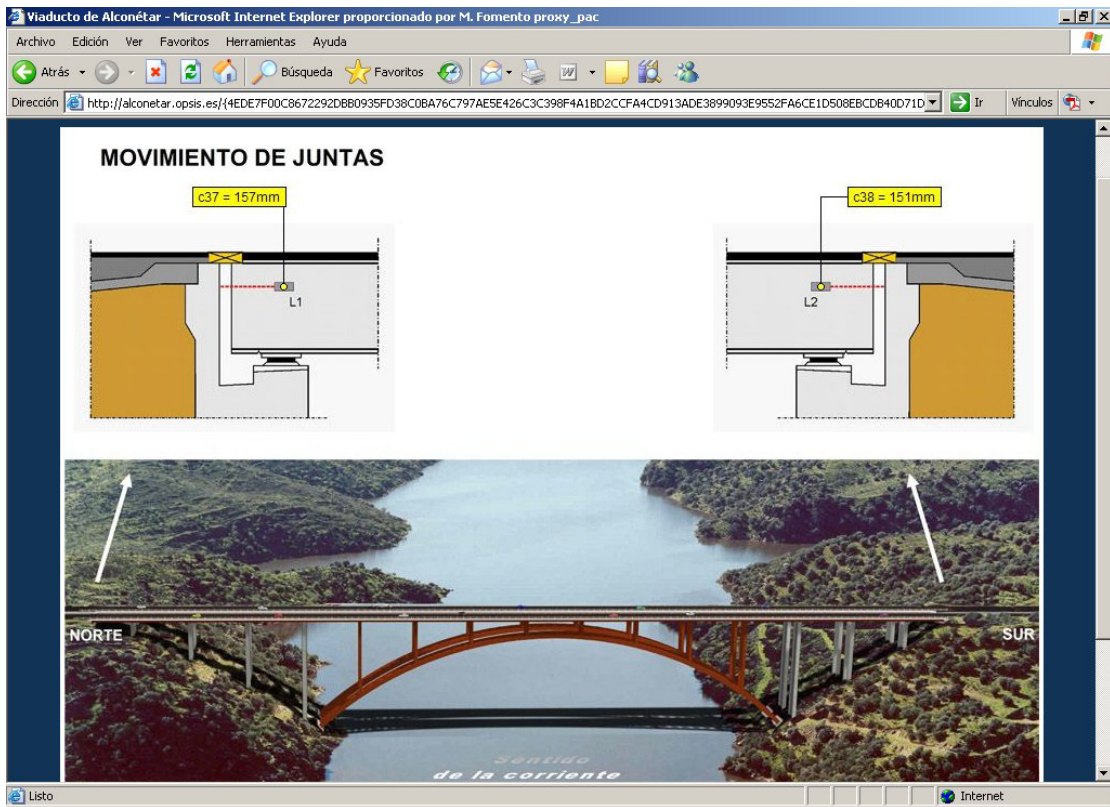 Viaducto de Alconétar - Microsoft Internet Explorer proporcionado por M. Fomento proxy_pac
Archivo Edición Ver Favoritos Herramientas Ayuda
Atrás Búsqueda Favoritos
Dirección http://alconetar.opsis.es/{4EDE7F00C8672292DBB0965FD38C0BA76C797AE5E426C3C398F4A1BD2CCFA4CD913ADE3899093E9552FA6CE1D508EBCDB40D71D Ir Vínculos
MOVIMIENTO DE JUNTAS
c37 = 157mm c38 = 151mm
L1 L2
NORTE SUR
Sentido
de la corriente
Listo Internet